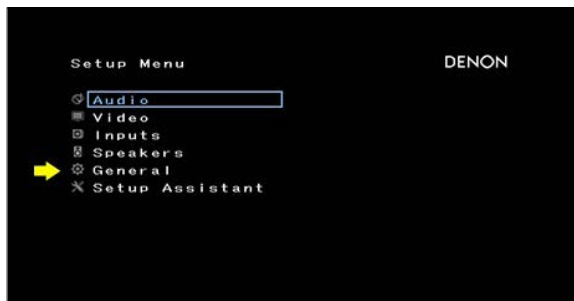 Setup Menu
DENON
Audio
Video
Inputs
Speakers
General
Setup Assistant